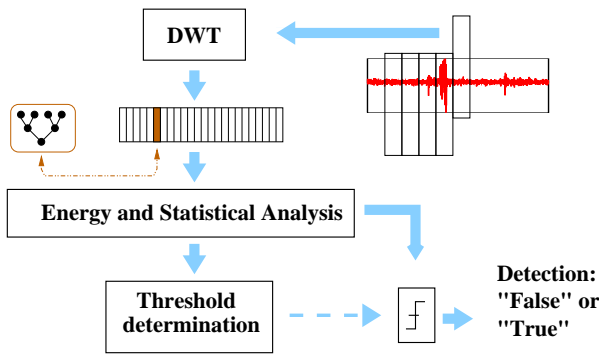 DWT
Energy and Statistical Analysis
Threshold
determination
Detection:
"False" or
"True"